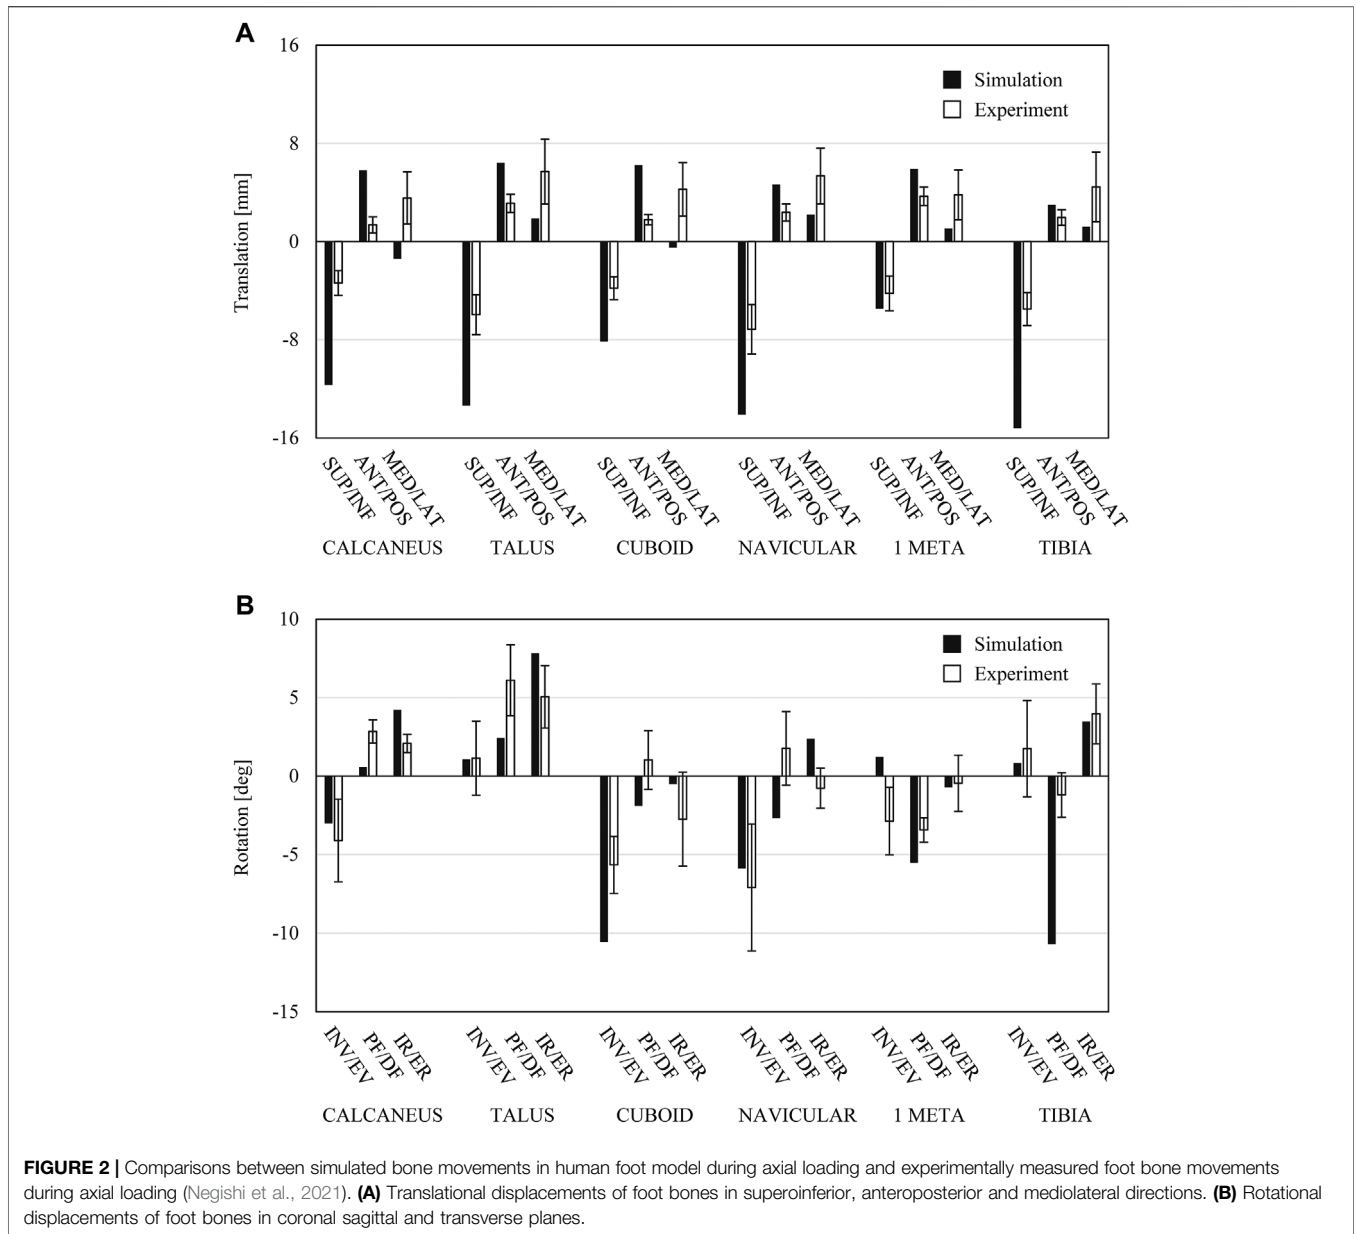 A
16
8
0
-8
-16
Translation [mm]
Simulation
Experiment
SUP/INF
ANT/POS
MED/LAT
SUP/INF
ANT/POS
MED/LAT
SUP/INF
ANT/POS
MED/LAT
SUP/INF
ANT/POS
MED/LAT
SUP/INF
ANT/POS
MED/LAT
SUP/INF
ANT/POS
MED/LAT
CALCANEUS TALUS CUBOID NAVICULAR 1 META TIBIA
B
10
5
0
-5
-10
-15
Rotation [deg]
Simulation
Experiment
INV/EV
PF/DF
IR/ER
INV/EV
PF/DF
IR/ER
INV/EV
PF/DF
IR/ER
INV/EV
PF/DF
IR/ER
INV/EV
PF/DF
IR/ER
INV/EV
PF/DF
IR/ER
CALCANEUS TALUS CUBOID NAVICULAR 1 META TIBIA
FIGURE 2 | Comparisons between simulated bone movements in human foot model during axial loading and experimentally measured foot bone movements
during axial loading (Negishi et al., 2021). (A) Translational displacements of foot bones in superoinferior, anteroposterior and mediolateral directions. (B) Rotational
displacements of foot bones in coronal sagittal and transverse planes.